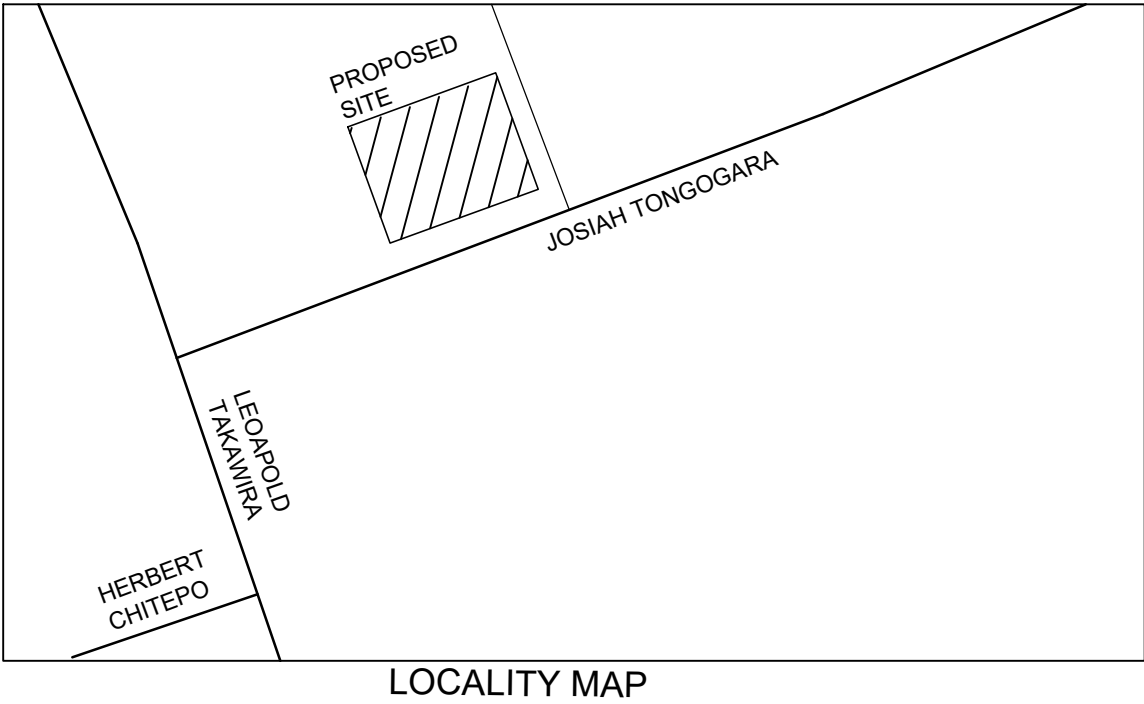 PROPOSED
SITE
JOSIAH TONGOGARA
LEOAPOLD
TAKAWIRA
HERBERT
CHITEPO
LOCALITY MAP